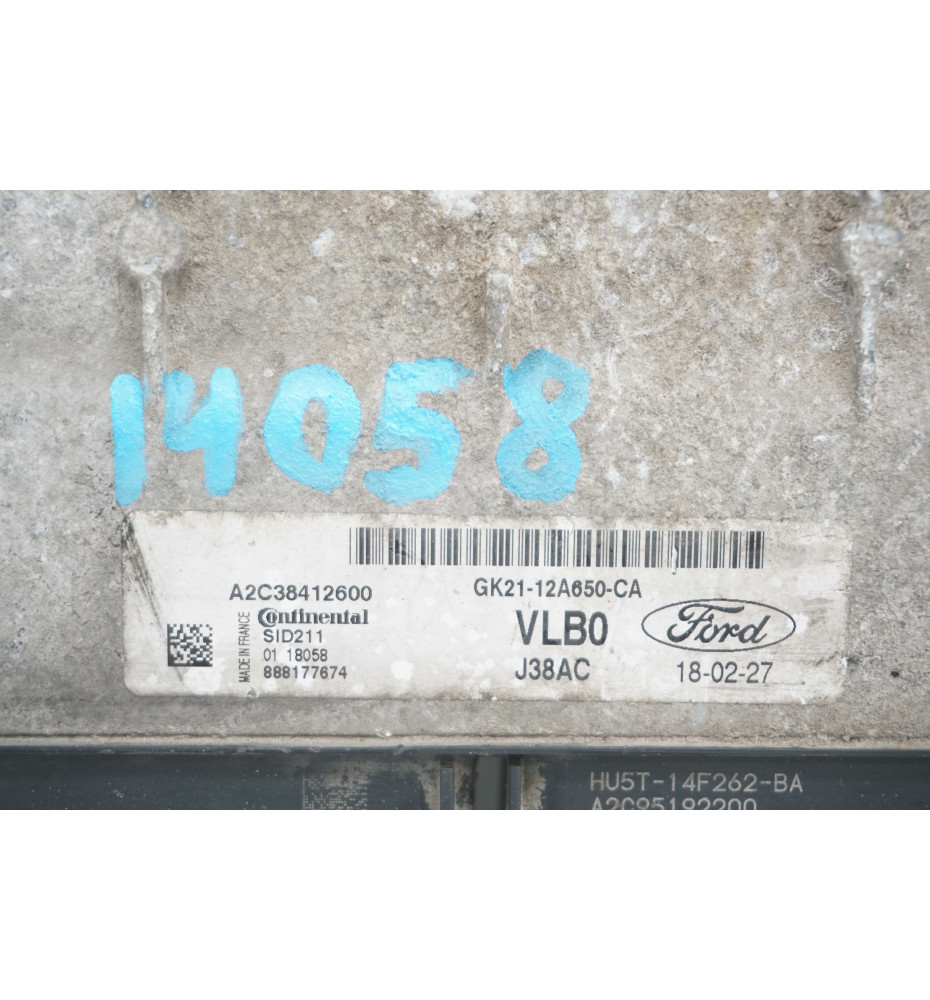 14058
A2C38412600
Continental
SID211
01 18058
888177674
MADE IN FRANCE
GK21-12A650-CA
VLB0
J38AC
Ford
18-02-27
HU5T-14F262-BA
A2C95192200